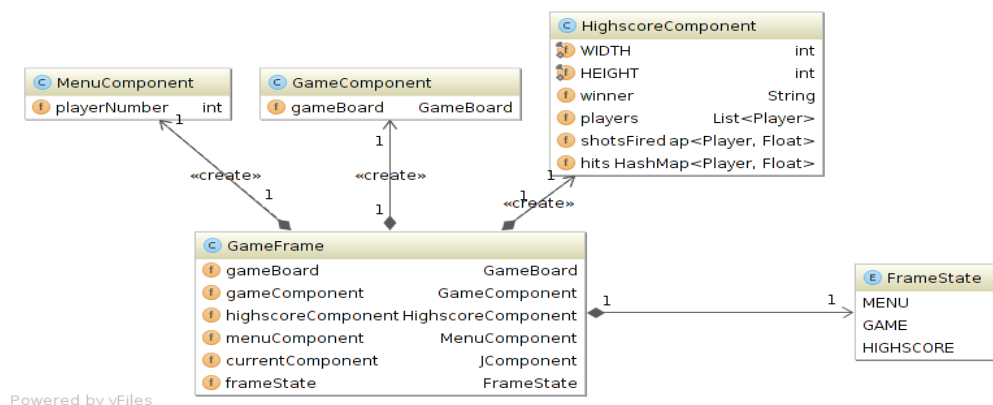 C HighscoreComponent
f WIDTH int
f HEIGHT int
f winner String
f players List<Player>
f shotsFired ap<Player, Float>
f hits HashMap<Player, Float>
C MenuComponent
f playerNumber int
C GameComponent
f gameBoard GameBoard
1
1
1
«create»
«create»
1
«create»
1
1
C GameFrame
f gameBoard GameBoard
f gameComponent GameComponent
f highscoreComponent HighscoreComponent
f menuComponent MenuComponent
f currentComponent JComponent
f frameState FrameState
1
1
E FrameState
MENU
GAME
HIGHSCORE
Powered by yFiles